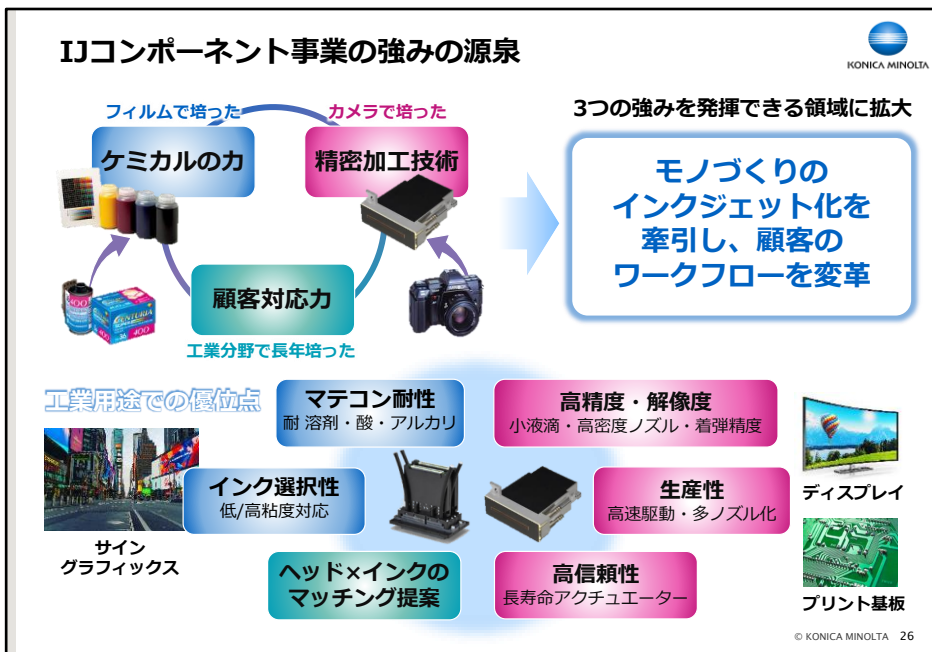 IJコンポーネント事業の強みの源泉
KONICA MINOLTA
フィルムで培った
カメラで培った
ケミカルの力
精密加工技術
顧客対応力
工業分野で長年培った
400
CENTURIA
400
36
3つの強みを発揮できる領域に拡大
モノづくりの
インクジェット化を
牽引し、顧客の
ワークフローを変革
工業用途での優位点
マテコン耐性
耐 溶剤・酸・アルカリ
高精度・解像度
小液滴・高密度ノズル・着弾精度
インク選択性
低/高粘度対応
生産性
高速駆動・多ノズル化
ヘッド×インクの
マッチング提案
高信頼性
長寿命アクチュエーター
サイン
グラフィックス
ディスプレイ
プリント基板
© KONICA MINOLTA 26